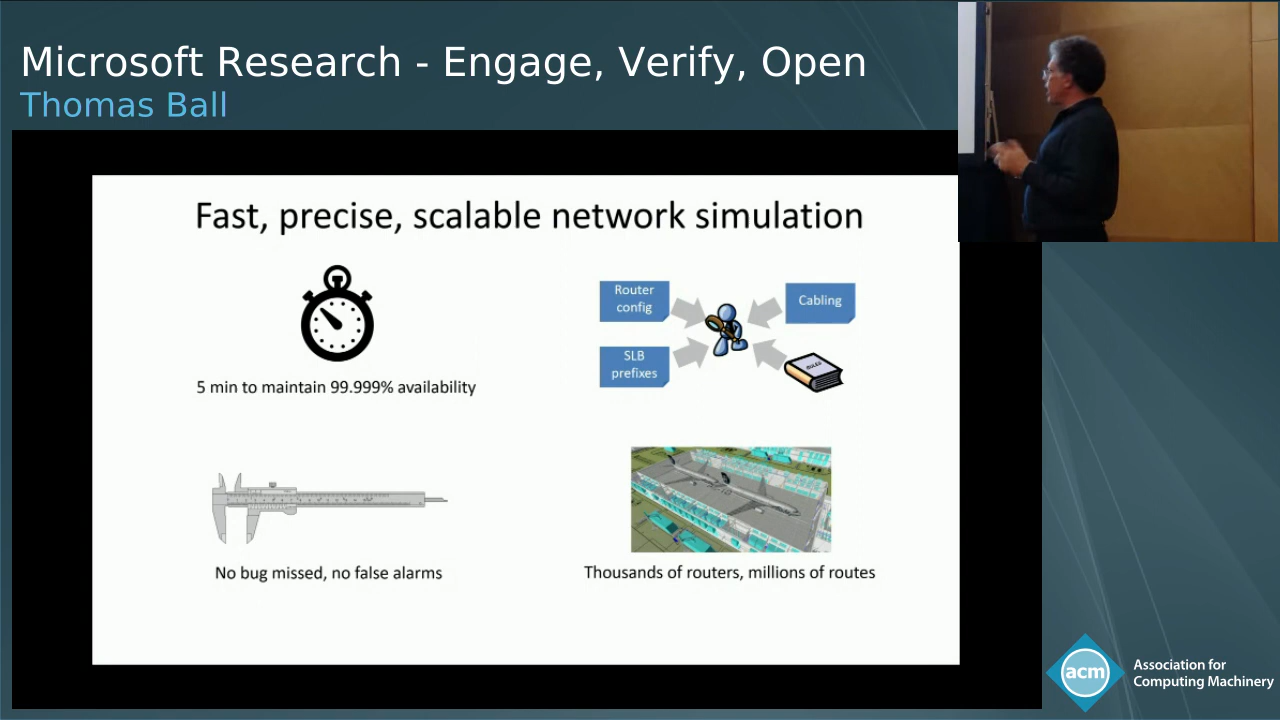 Microsoft Research - Engage, Verify, Open
Thomas Ball
Fast, precise, scalable network simulation
Router
config
Cabling
SLB
prefixes
RULES
5 min to maintain 99.999% availability
No bug missed, no false alarms
Thousands of routers, millions of routes
acm
Association for
Computing Machinery